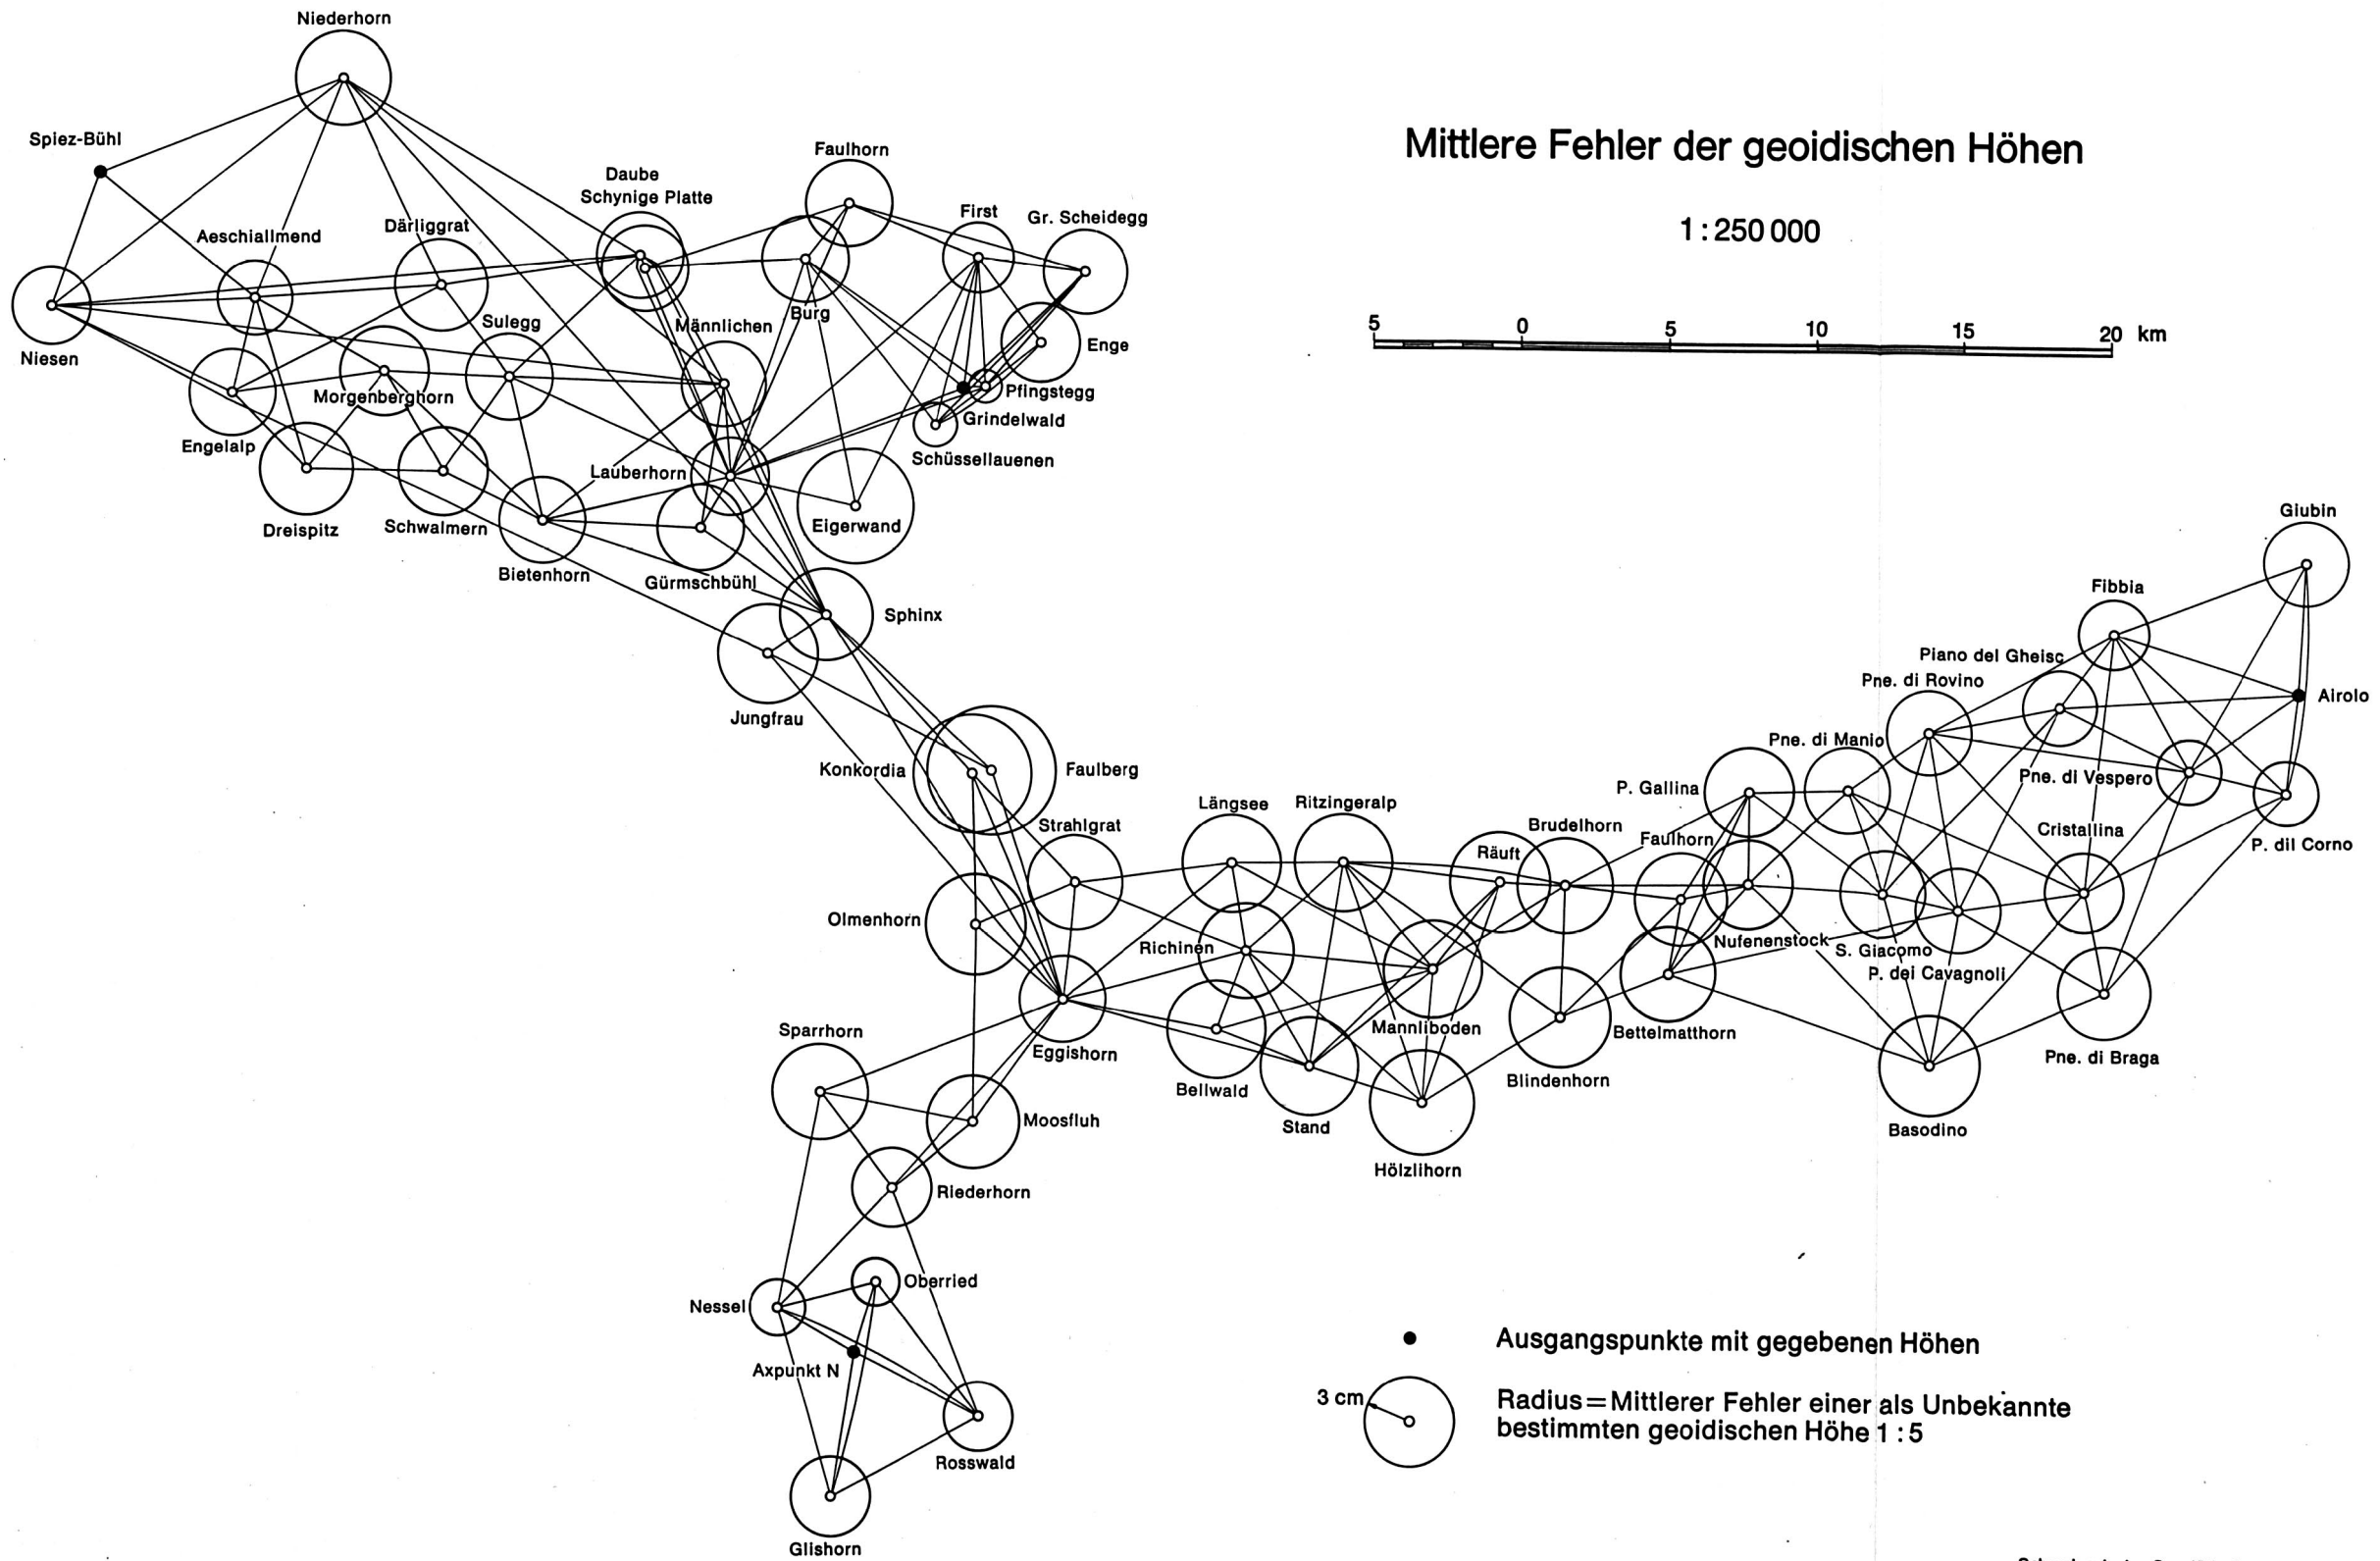 Niederhorn
Spiez-Bühl
Mittlere Fehler der geoidischen Höhen
1 : 250 000
5 0 5 10 15 20 km
Faulhorn
Daube
Schynige Platte
First
Gr. Scheidegg
Aeschiallmend
Därliggrat
Niesen
Sulegg
Männlichen
Burg
Enge
Morgenberghorn
Pfingstegg
Grindelwald
Engelalp
Schüssellauenen
Lauberhorn
Dreispitz
Schwalmern
Eigerwand
Bietenhorn
Gürmschbühl
Sphinx
Jungfrau
Giubin
Fibbia
Piano del Gheisc
Pne. di Rovino
Airolo
Pne. di Manio
Konkordia
Faulberg
P. Gallina
Pne. di Vespero
Strahlgrat
Längsee
Ritzingeralp
Brudelhorn
Faulhorn
Räuft
Cristallina
P. dil Corno
Olmenhorn
Richinen
Nufenenstock
S. Giacomo
P. dei Cavagnoli
Sparrhorn
Eggishorn
Mannliboden
Bettelmatthorn
Pne. di Braga
Bellwald
Blindenhorn
Moosfluh
Stand
Basodino
Hölzlihorn
Riederhorn
Oberried
Nessel
Axpunkt N
Rosswald
Glishorn
Ausgangspunkte mit gegebenen Höhen
3 cm
Radius=Mittlerer Fehler einer als Unbekannte
bestimmten geoidischen Höhe 1 : 5